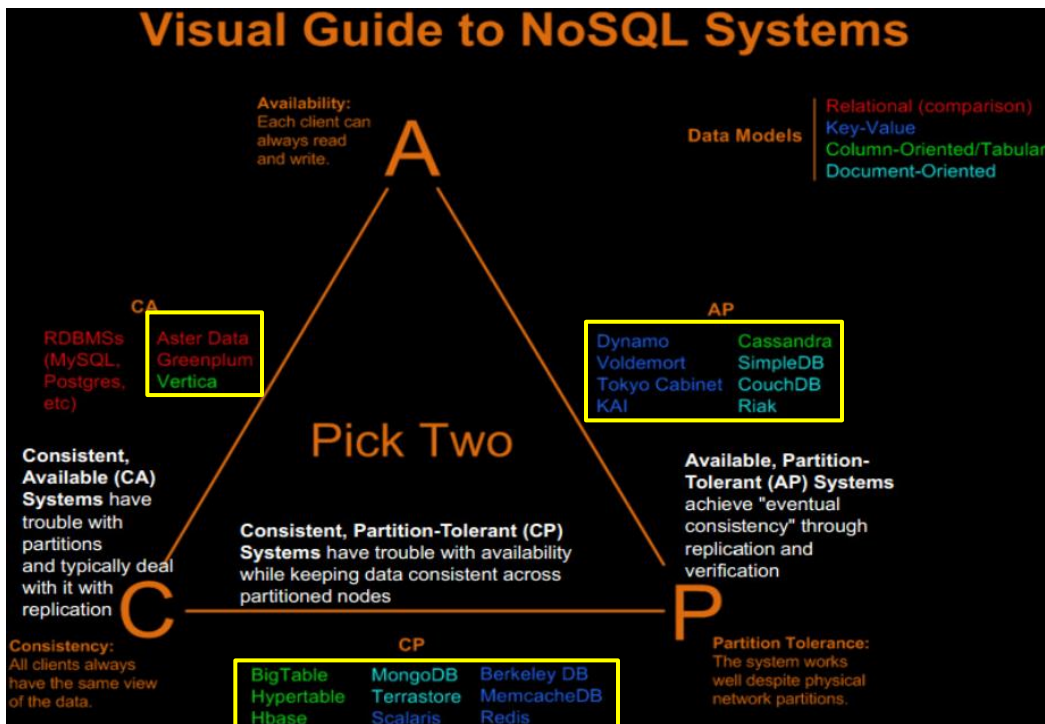 Visual Guide to NoSQL Systems
Availability:
Each client can
always read
and write.
A
Data Models
Relational (comparison)
Key-Value
Column-Oriented/Tabular
Document-Oriented
CA
RDBMSs
(MySQL,
Postgres,
etc)
Aster Data
Greenplum
Vertica
AP
Dynamo
Voldemort
Tokyo Cabinet
KAI
Cassandra
SimpleDB
CouchDB
Riak
Pick Two
Consistent,
Available (CA)
Systems have
trouble with
partitions
and typically deal
with it with
replication
Consistent, Partition-Tolerant (CP)
Systems have trouble with availability
while keeping data consistent across
partitioned nodes
Available, Partition-
Tolerant (AP) Systems
achieve "eventual
consistency" through
replication and
verification
C
P
Consistency:
All clients always
have the same view
of the data.
CP
BigTable
Hypertable
Hbase
MongoDB
Terrastore
Scalaris
Berkeley DB
MemcacheDB
Redis
Partition Tolerance:
The system works
well despite physical
network partitions.